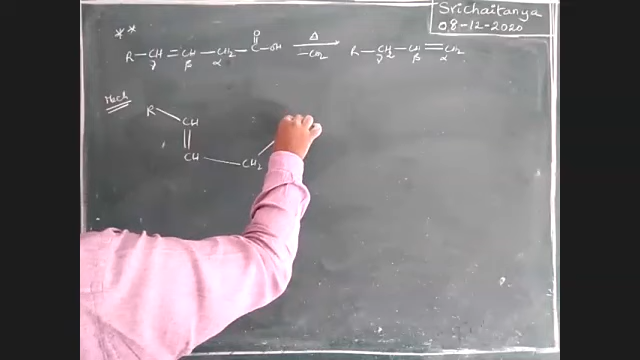 Srichaitanya
08-12-2020
**
R—CH=CH—CH₂—C—OH Δ R—CH₂—CH=CH₂
O
γ β α —CO₂ γ β α
Mech
R
CH
CH
CH₂